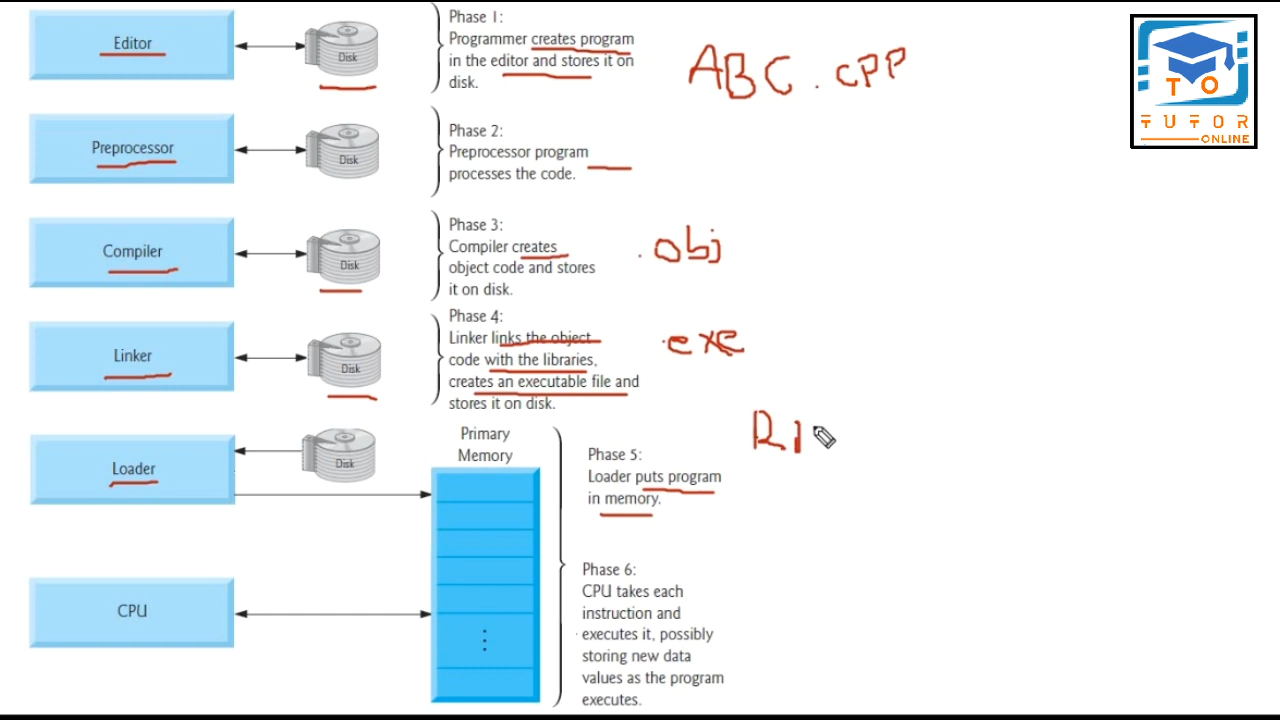 Editor
Disk
Phase 1:
Programmer creates program
in the editor and stores it on
disk.
ABC.cpp
TO
TUTOR
ONLINE
Preprocessor
Disk
Phase 2:
Preprocessor program
processes the code.
Compiler
Disk
Phase 3:
Compiler creates
object code and stores
it on disk.
.obj
Linker
Disk
Phase 4:
Linker links the object
code with the libraries,
creates an executable file and
stores it on disk.
.exe
Loader
Disk
Primary
Memory
Phase 5:
Loader puts program
in memory.
CPU
Phase 6:
CPU takes each
instruction and
executes it, possibly
storing new data
values as the program
executes.